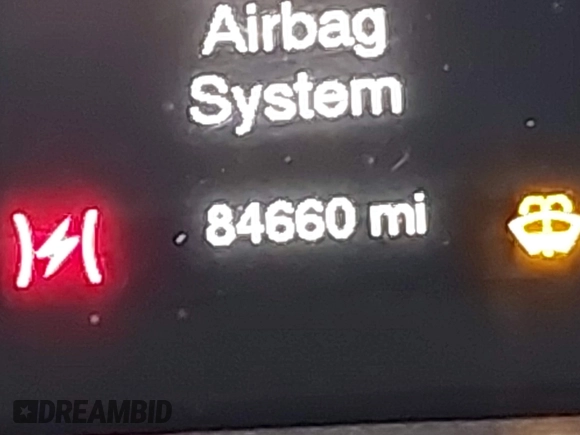 Airbag
System
84660 mi
DREAMBID